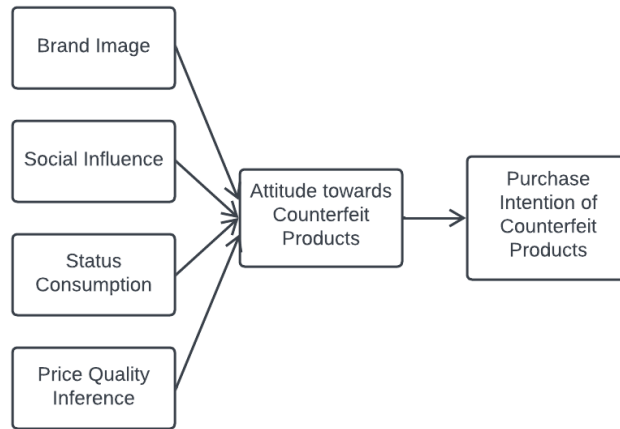 Brand Image
Social Influence
Status
Consumption
Price Quality
Inference
Attitude towards
Counterfeit
Products
Purchase
Intention of
Counterfeit
Products